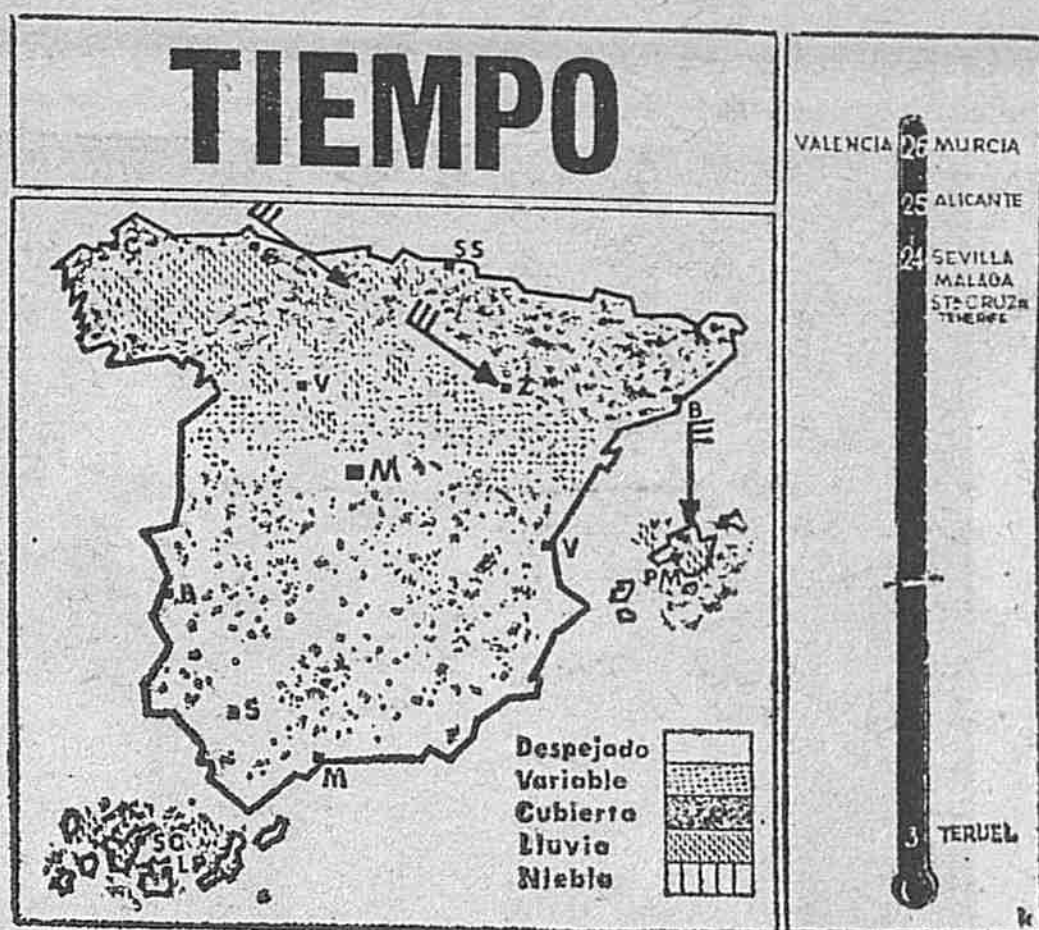 TIEMPO
C
SS
V
Z
B
M
V
PM
B
S
M
SC
LP
Despejado
Variable
Cubierto
Lluvia
Niebla
VALENCIA 26 MURCIA
25 ALICANTE
24 SEVILLA
MALAGA
STA CRUZ
TENERIFE
3 TERUEL